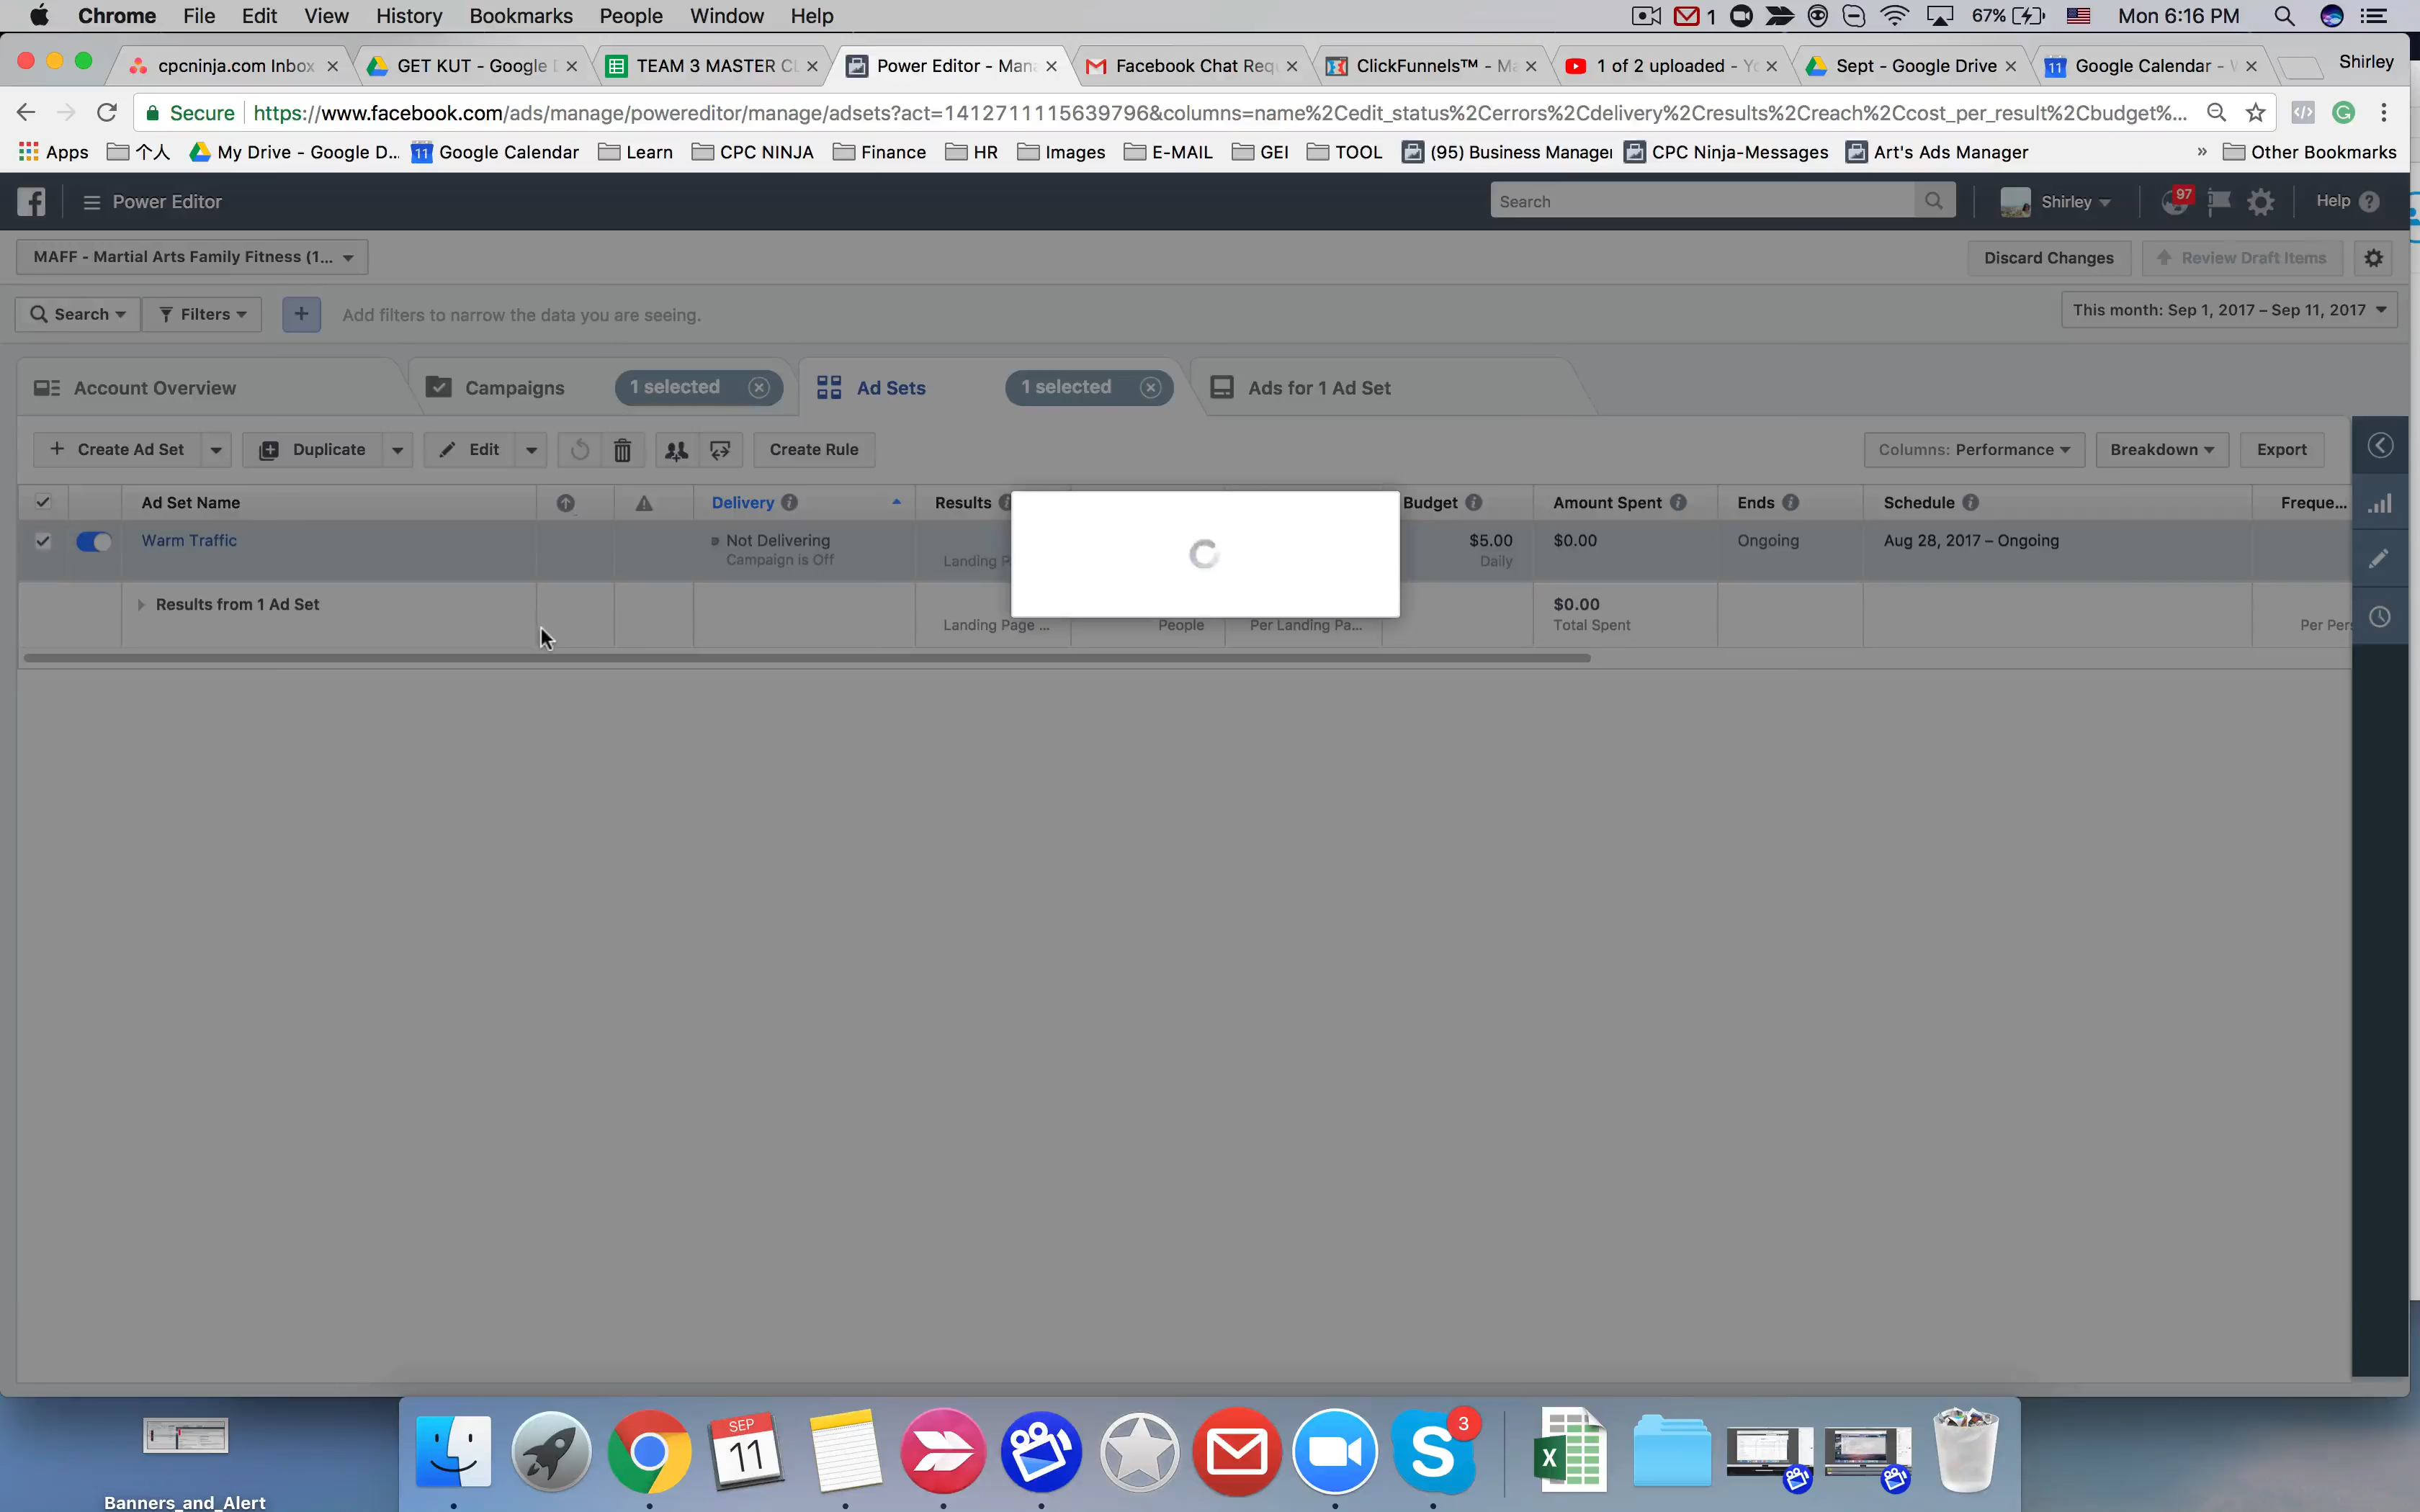 Chrome File Edit View History Bookmarks People Window Help 1 67% Mon 6:16 PM
cpcninja.com Inbox GET KUT - Google TEAM 3 MASTER Power Editor - Man Facebook Chat Req ClickFunnels™ - M 1 of 2 uploaded - Sept - Google Drive 11 Google Calendar - Shirley
Secure https://www.facebook.com/ads/manage/powereditor/manage/adsets?act=1412711115639796&columns=name%2Cedit_status%2Cerrors%2Cdelivery%2Cresults%2Creach%2Ccost_per_result%2Cbudget%...
Apps 个人 My Drive - Google D... 11 Google Calendar Learn CPC NINJA Finance HR Images E-MAIL GEI TOOL (95) Business Manager CPC Ninja-Messages Art's Ads Manager » Other Bookmarks
Power Editor Search Shirley 97 Help ?
MAFF - Martial Arts Family Fitness (1... Discard Changes Review Draft Items
Search Filters + Add filters to narrow the data you are seeing. This month: Sep 1, 2017 – Sep 11, 2017
Account Overview Campaigns 1 selected Ad Sets 1 selected Ads for 1 Ad Set
+ Create Ad Set Duplicate Edit Create Rule Columns: Performance Breakdown Export
Ad Set Name Delivery Results Budget Amount Spent Ends Schedule Freque...
Warm Traffic Not Delivering $5.00 $0.00 Ongoing Aug 28, 2017 – Ongoing
Campaign is Off Landing P Daily
Results from 1 Ad Set $0.00
Landing Page ... People Per Landing Pa... Total Spent Per Per
SEP
11
3
Banners_and_Alert